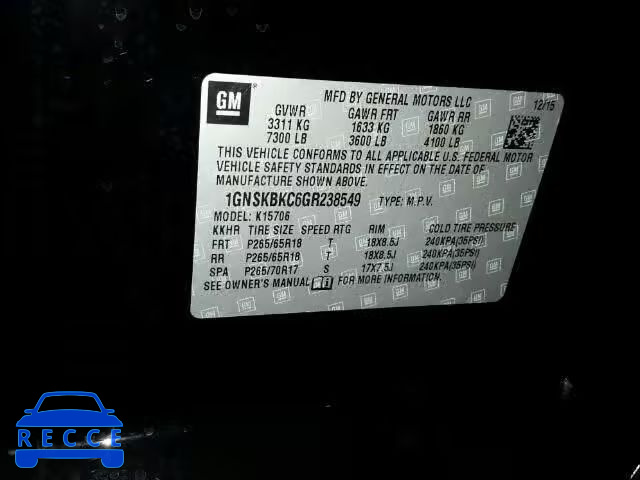 GM
MFD BY GENERAL MOTORS LLC
12/15
GVWR GAWR FRT GAWR RR
3311 KG 1633 KG 1860 KG
7300 LB 3600 LB 4100 LB
THIS VEHICLE CONFORMS TO ALL APPLICABLE U.S. FEDERAL MOTOR
VEHICLE SAFETY STANDARDS IN EFFECT ON THE DATE OF
MANUFACTURE SHOWN ABOVE.
1GNSKBKC6GR238549 TYPE: M.P.V.
MODEL: K15706
KKHR TIRE SIZE SPEED RTG RIM COLD TIRE PRESSURE
FRT P265/65R18 T 18X8.5J 240KPA(35PSI)
RR P265/65R18 T 18X8.5J 240KPA(35PSI)
SPA P265/70R17 S 17X7.5J 240KPA(35PSI)
SEE OWNER'S MANUAL FOR MORE INFORMATION.
RECCE